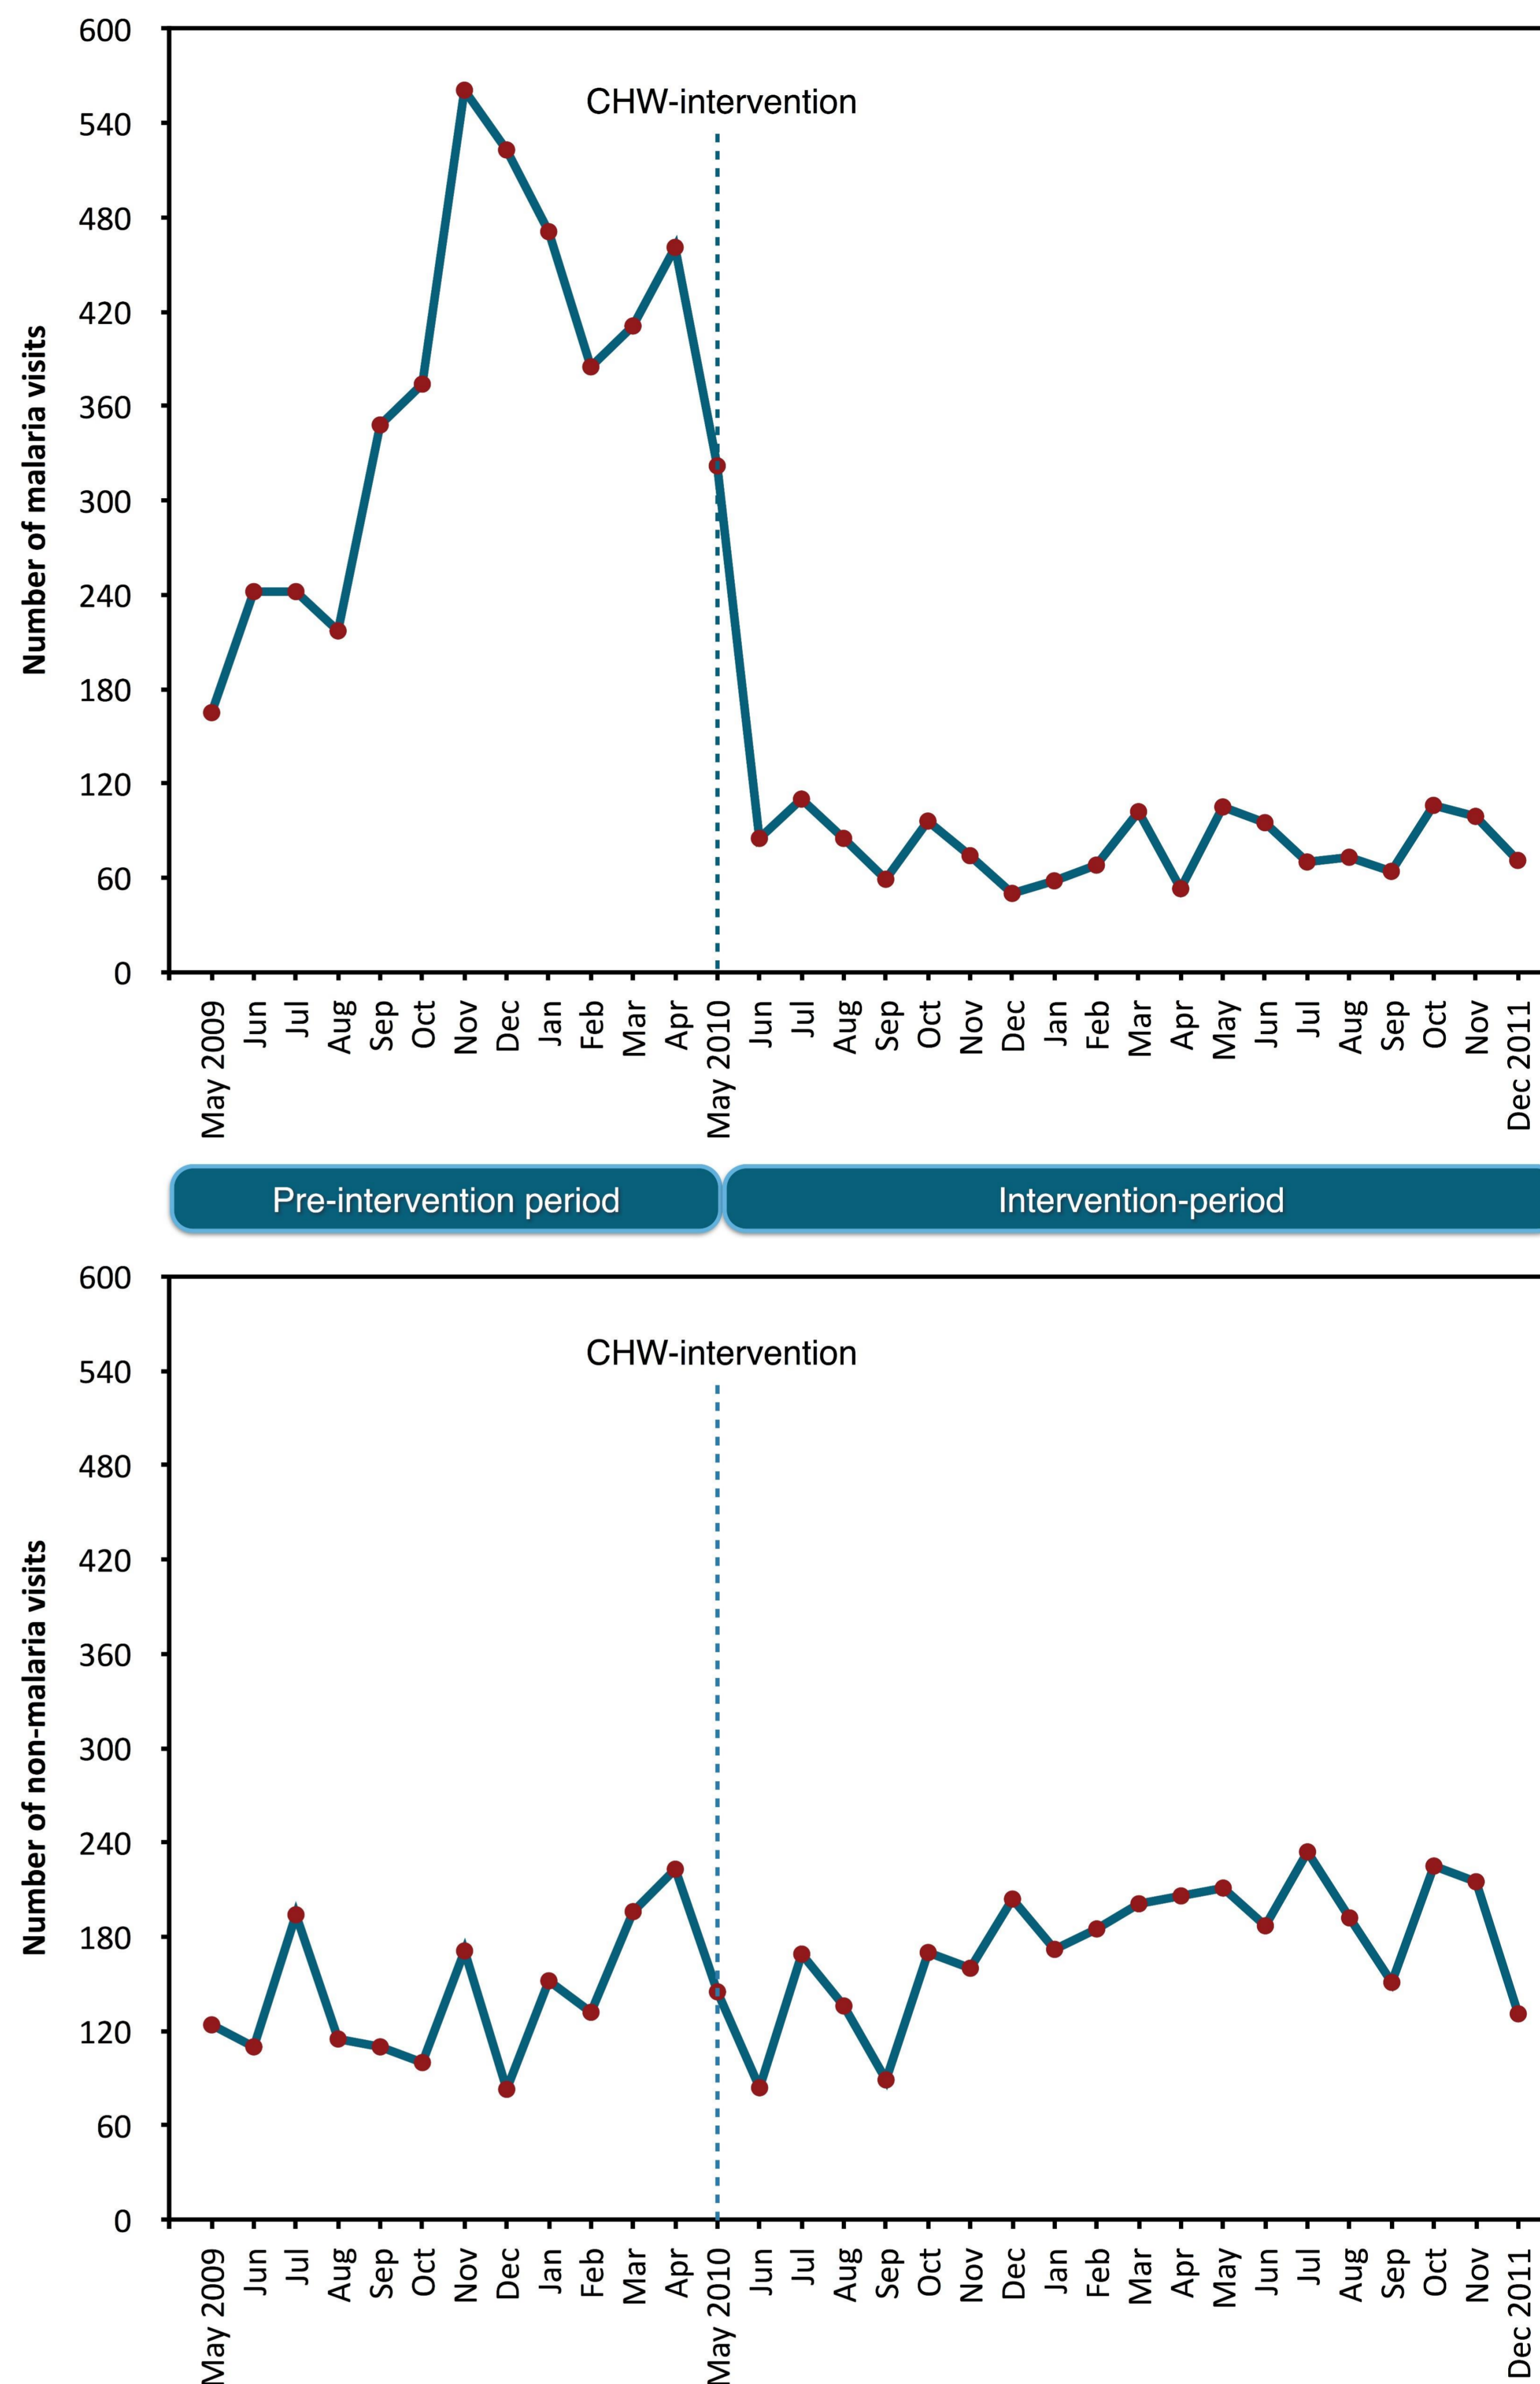 600
540
480
420
360
300
240
180
120
60
0
Number of malaria visits
CHW-intervention
May 2009
Jun
Jul
Aug
Sep
Oct
Nov
Dec
Jan
Feb
Mar
Apr
May 2010
Jun
Jul
Aug
Sep
Oct
Nov
Dec
Jan
Feb
Mar
Apr
May
Jun
Jul
Aug
Sep
Oct
Nov
Dec 2011
Pre-intervention period
Intervention-period
600
540
480
420
360
300
240
180
120
60
0
Number of non-malaria visits
CHW-intervention
May 2009
Jun
Jul
Aug
Sep
Oct
Nov
Dec
Jan
Feb
Mar
Apr
May 2010
Jun
Jul
Aug
Sep
Oct
Nov
Dec
Jan
Feb
Mar
Apr
May
Jun
Jul
Aug
Sep
Oct
Nov
Dec 2011